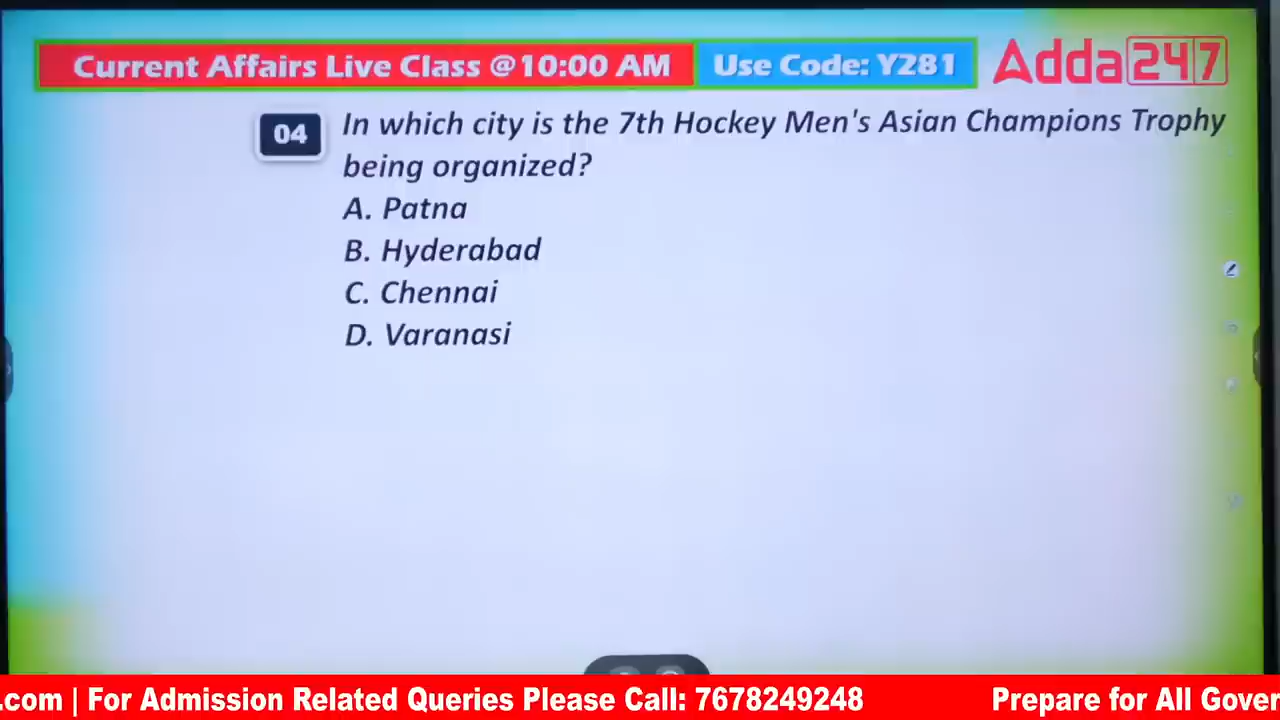 Current Affairs Live Class @10:00 AM Use Code: Y281 Adda247
04 In which city is the 7th Hockey Men's Asian Champions Trophy
being organized?
A. Patna
B. Hyderabad
C. Chennai
D. Varanasi
.com | For Admission Related Queries Please Call: 7678249248 Prepare for All Gover